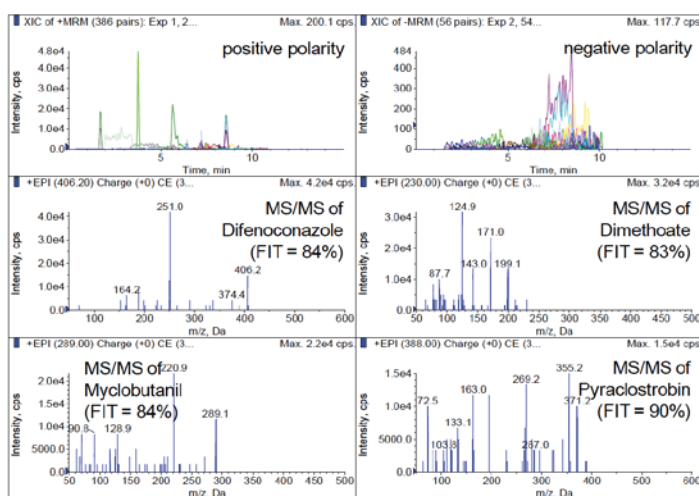 XIC of +MRM (386 pairs): Exp 1, 2... Max. 200.1 cps.
positive polarity
4.8e4
4.0e4
3.0e4
2.0e4
1.0e4
0.0
Intensity, cps
5 10
Time, min
XIC of -MRM (56 pairs): Exp 2, 54... Max. 117.7 cps.
negative polarity
484
400
300
200
100
0
Intensity, cps
5 10
Time, min
+EPI (406.20) Charge (+0) CE (3... Max. 4.2e4 cps.
MS/MS of
Difenoconazole
(FIT = 84%)
251.0
406.2
164.2
374.4
4.0e4
3.0e4
2.0e4
1.0e4
0.0
Intensity, cps
100 200 300 400 500 600
m/z, Da
+EPI (230.00) Charge (+0) CE (3... Max. 3.2e4 cps.
MS/MS of
Dimethoate
(FIT = 83%)
124.9
171.0
143.0
199.1
87.7
3.0e4
2.0e4
1.0e4
0.0
Intensity, cps
50 100 150 200 250 300 350 400 450 500
m/z, Da
+EPI (289.00) Charge (+0) CE (3... Max. 2.2e4 cps.
MS/MS of
Myclobutanil
(FIT = 84%)
220.9
289.1
90.8
128.9
2.0e4
1.5e4
1.0e4
5000.0
0.0
Intensity, cps
50 100 150 200 250 300 350 400 450 500
m/z, Da
+EPI (388.00) Charge (+0) CE (3... Max. 1.5e4 cps.
MS/MS of
Pyraclostrobin
(FIT = 90%)
355.2
371.2
269.2
163.0
72.5
133.1
287.0
1.5e4
1.0e4
5000.0
0.0
Intensity, cps
100 200 300 400 500 600
m/z, Da